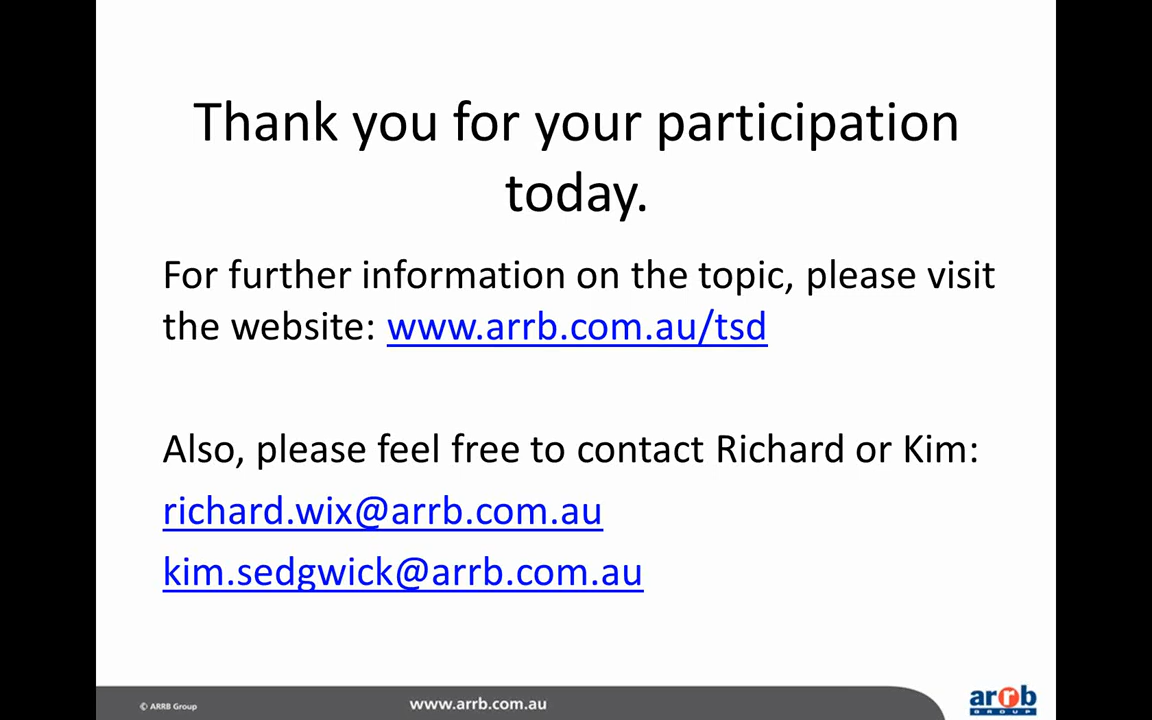 Thank you for your participation
today.
For further information on the topic, please visit
the website: www.arrb.com.au/tsd
Also, please feel free to contact Richard or Kim:
richard.wix@arrb.com.au
kim.sedgwick@arrb.com.au
© ARRB Group
www.arrb.com.au
arrb
GROUP